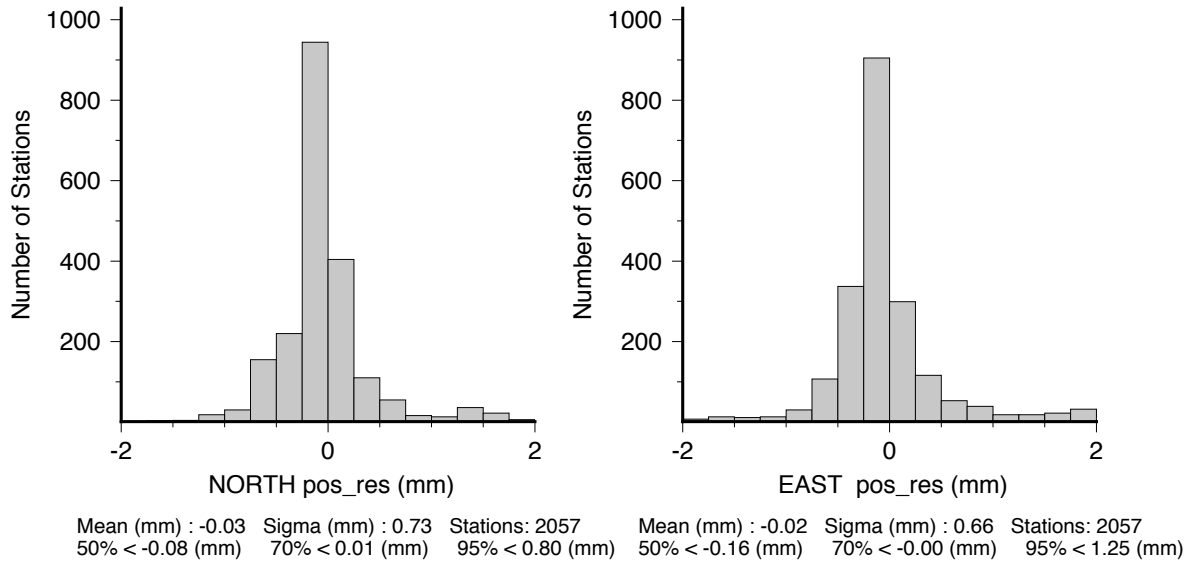 1000
800
600
400
200
Number of Stations
-2 0 2
NORTH pos_res (mm)
Mean (mm) : -0.03 Sigma (mm) : 0.73 Stations: 2057
50% < -0.08 (mm) 70% < 0.01 (mm) 95% < 0.80 (mm)
1000
800
600
400
200
Number of Stations
-2 0 2
EAST pos_res (mm)
Mean (mm) : -0.02 Sigma (mm) : 0.66 Stations: 2057
50% < -0.16 (mm) 70% < -0.00 (mm) 95% < 1.25 (mm)